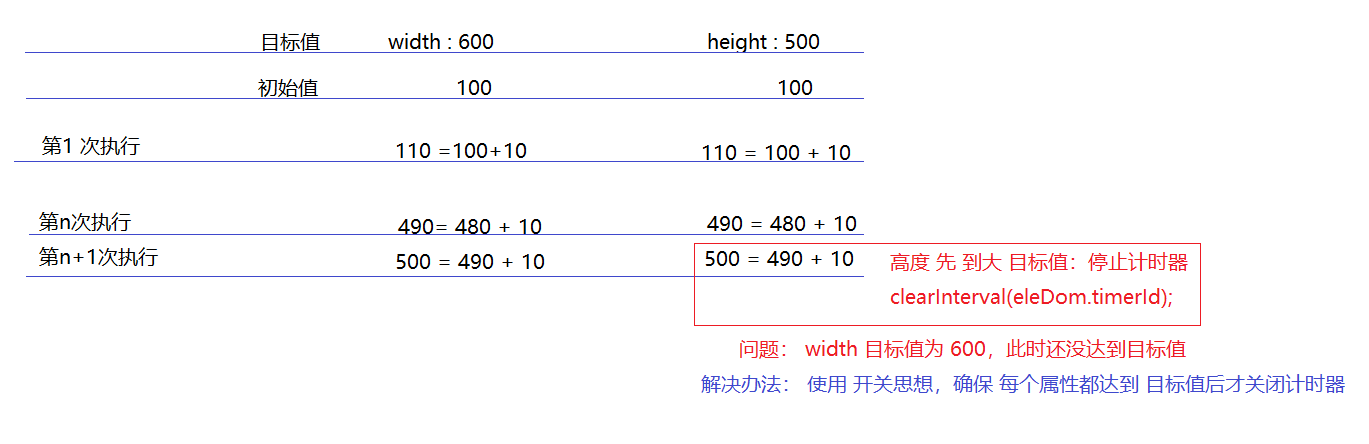 目标值 width : 600 height : 500
初始值 100 100
第1 次执行 110 =100+10 110 = 100 + 10
第n次执行 490= 480 + 10 490 = 480 + 10
第n+1次执行 500 = 490 + 10 500 = 490 + 10 高度 先 到大 目标值：停止计时器
clearInterval(eleDom.timerId);
问题： width 目标值为 600，此时还没达到目标值
解决办法： 使用 开关思想，确保 每个属性都达到 目标值后才关闭计时器